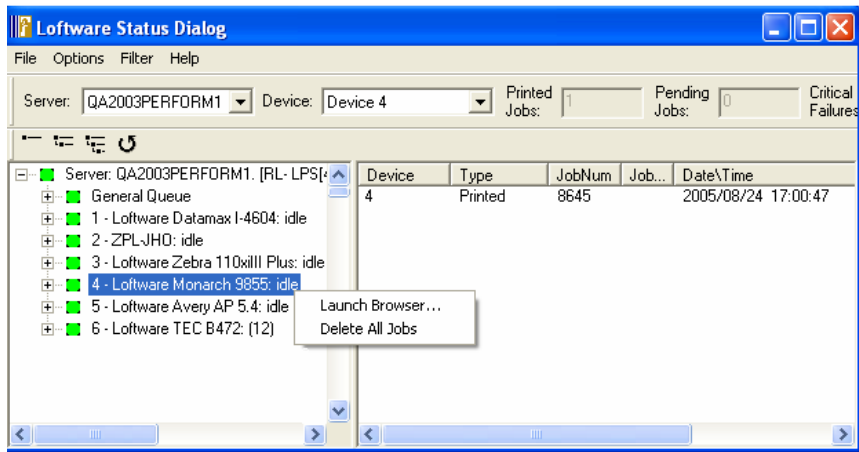 Loftware Status Dialog
File Options Filter Help
Server: QA2003PERFORM1 Device: Device 4 Printed Jobs: 1 Pending Jobs: 0 Critical Failures
Server: QA2003PERFORM1. [RL- LPS[
General Queue
1 - Loftware Datamax I-4604: idle
2 - ZPL-JHO: idle
3 - Loftware Zebra 110xiIII Plus: idle
4 - Loftware Monarch 9855: idle
5 - Loftware Avery AP 5.4: idle
6 - Loftware TEC B472: (12)
Launch Browser...
Delete All Jobs
Device Type JobNum Job... Date\Time
4 Printed 8645 2005/08/24 17:00:47